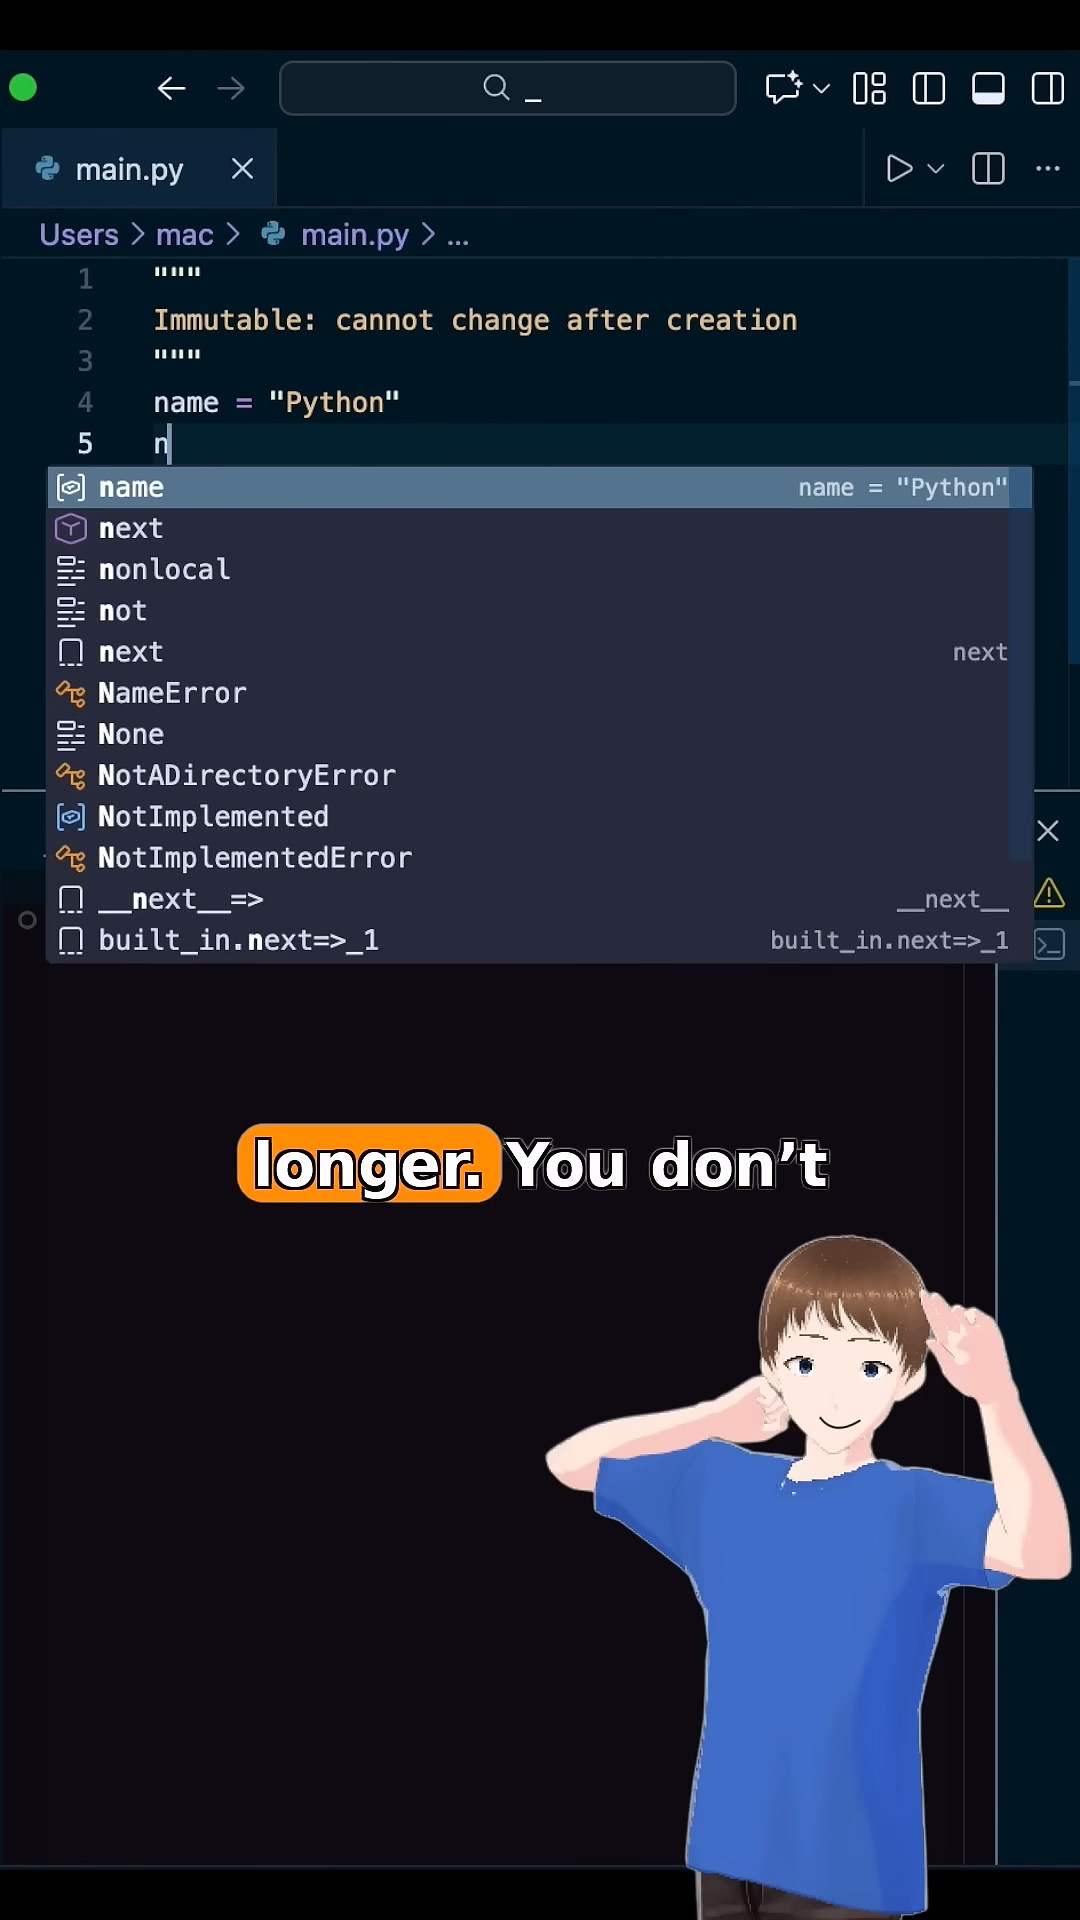 _
main.py
Users > mac > main.py > ...
1 """
2 Immutable: cannot change after creation
3 """
4 name = "Python"
5 n
name name = "Python"
next
nonlocal
not
next next
NameError
None
NotADirectoryError
NotImplemented
NotImplementedError
__next__=> __next__
built_in.next=>_1 built_in.next=>_1
longer. You don’t